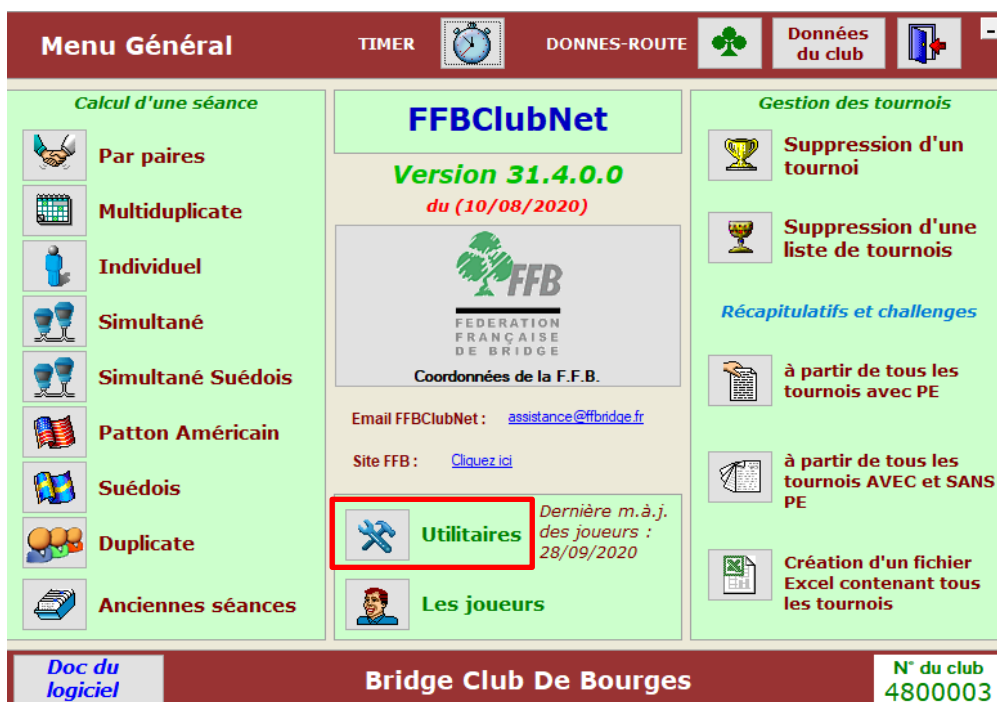 Menu Général
TIMER
DONNES-ROUTE
Données
du club
Calcul d'une séance
Par paires
Multiduplicate
Individuel
Simultané
Simultané Suédois
Patton Américain
Suédois
Duplicate
Anciennes séances
FFBClubNet
Version 31.4.0.0
du (10/08/2020)
FFB
FEDERATION
FRANÇAISE
DE BRIDGE
Coordonnées de la F.F.B.
Email FFBClubNet : assistance@ffbridge.fr
Site FFB : Cliquez ici
Utilitaires
Dernière m.à.j.
des joueurs :
28/09/2020
Les joueurs
Gestion des tournois
Suppression d'un
tournoi
Suppression d'une
liste de tournois
Récapitulatifs et challenges
à partir de tous les
tournois avec PE
à partir de tous les
tournois AVEC et SANS
PE
Création d'un fichier
Excel contenant tous
les tournois
Doc du
logiciel
Bridge Club De Bourges
N° du club
4800003